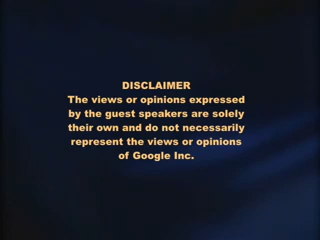 DISCLAIMER
The views or opinions expressed
by the guest speakers are solely
their own and do not necessarily
represent the views or opinions
of Google Inc.